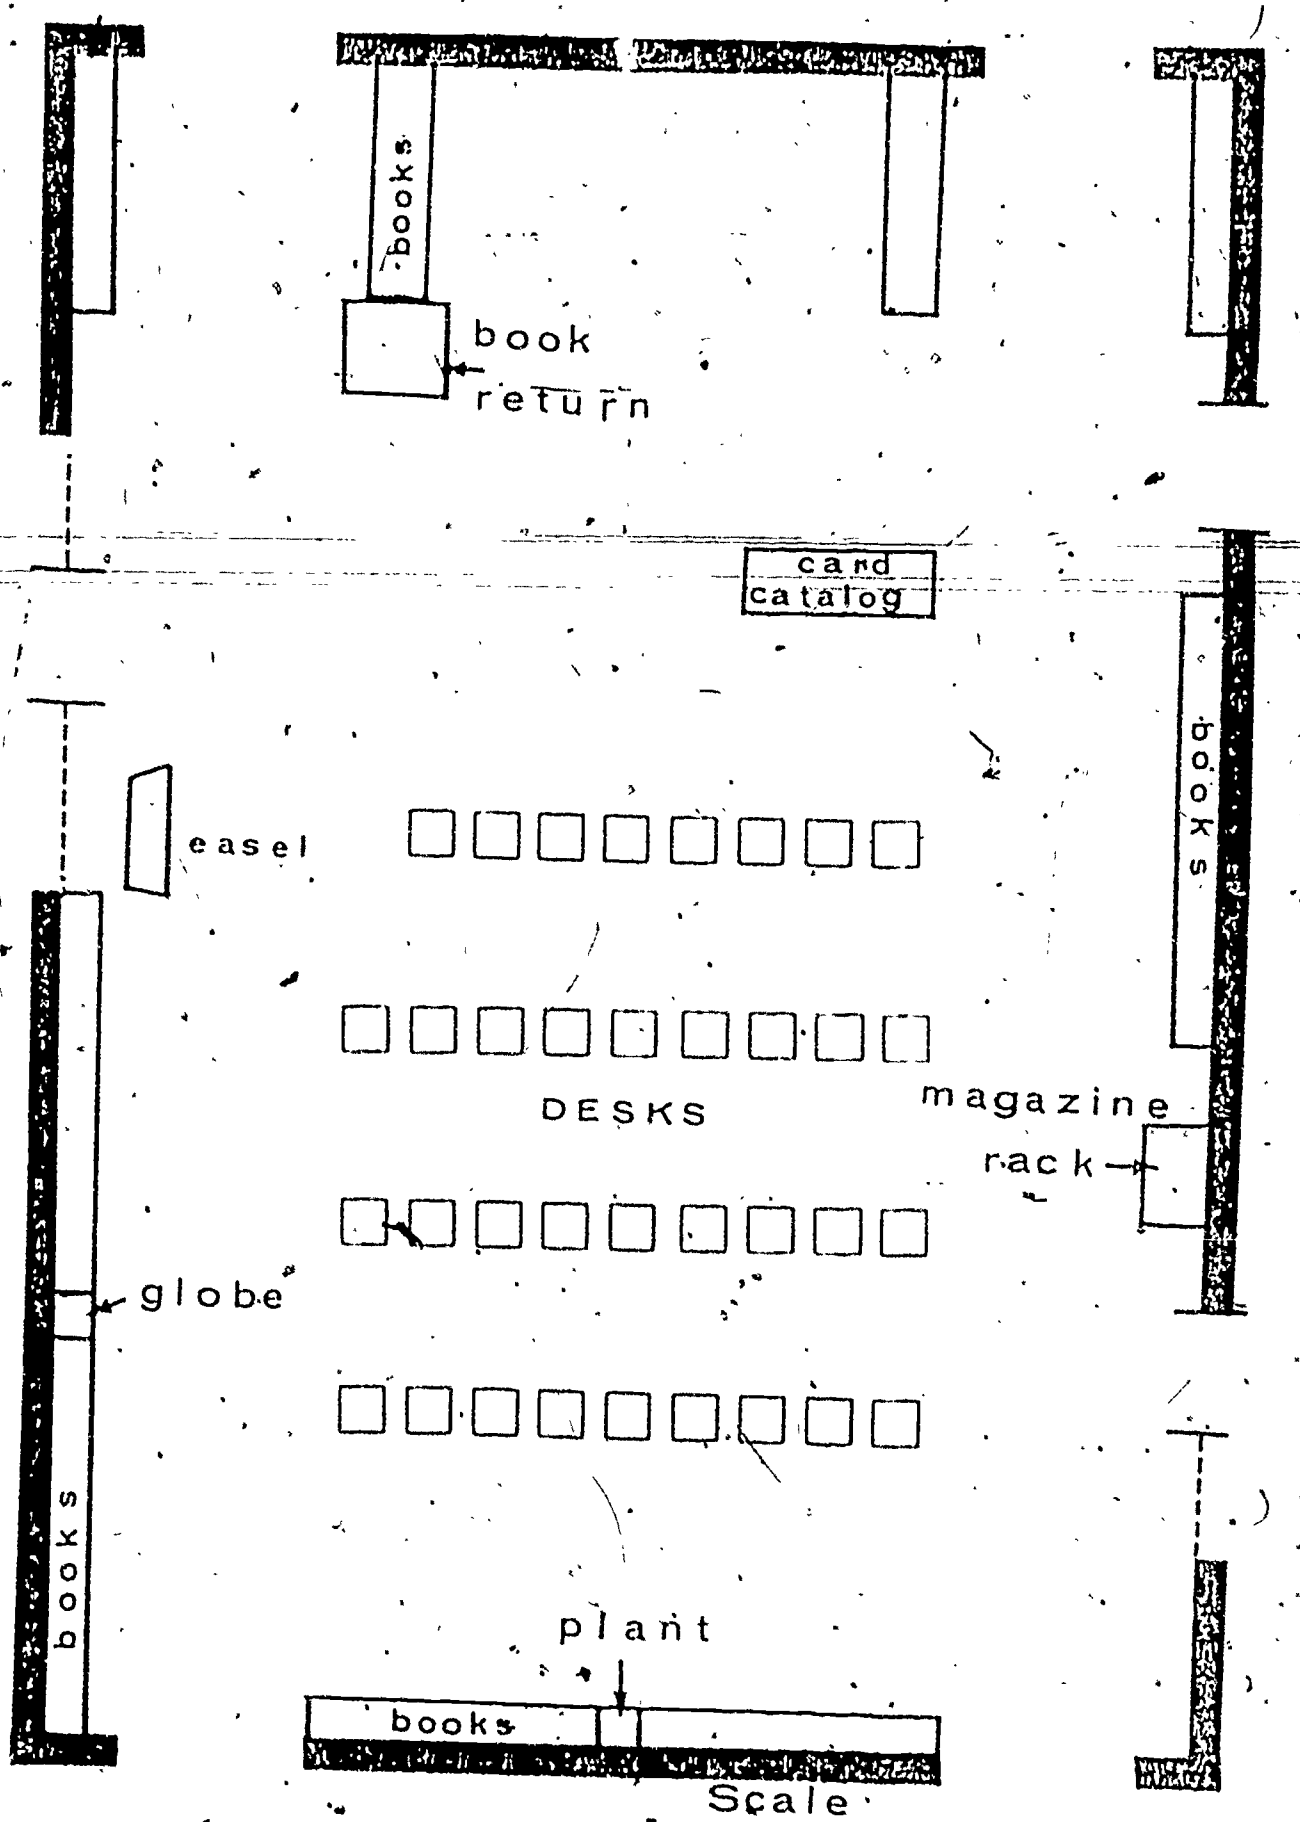 books
book
return
card
catalog
books
easel
DESKS
magazine
rack
globe
books
plant
books
Scale